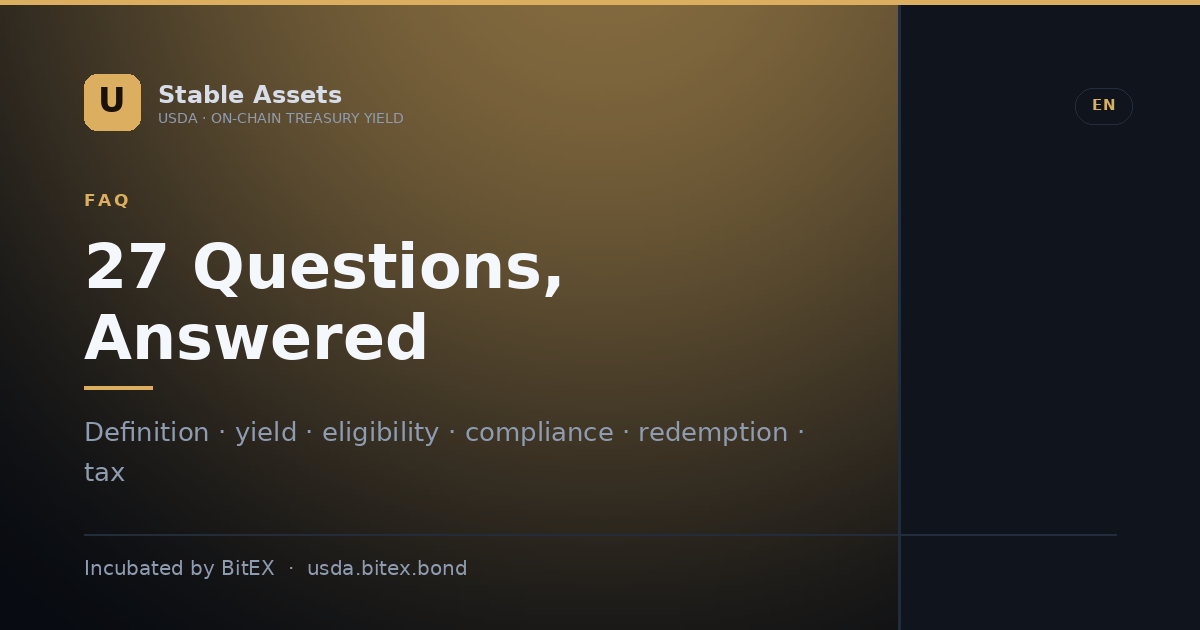 U
Stable Assets
USDA · ON-CHAIN TREASURY YIELD
EN
FAQ
27 Questions,
Answered
Definition · yield · eligibility · compliance · redemption ·
tax
Incubated by BitEX · usda.bitex.bond